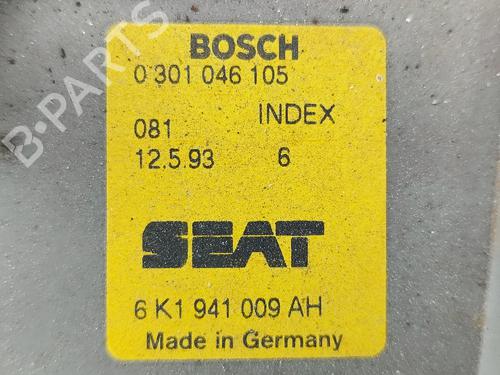 BOSCH
0 301 046 105
INDEX
081
12.5.93 6
SEAT
6 K1 941 009 AH
Made in Germany
B-PARTS